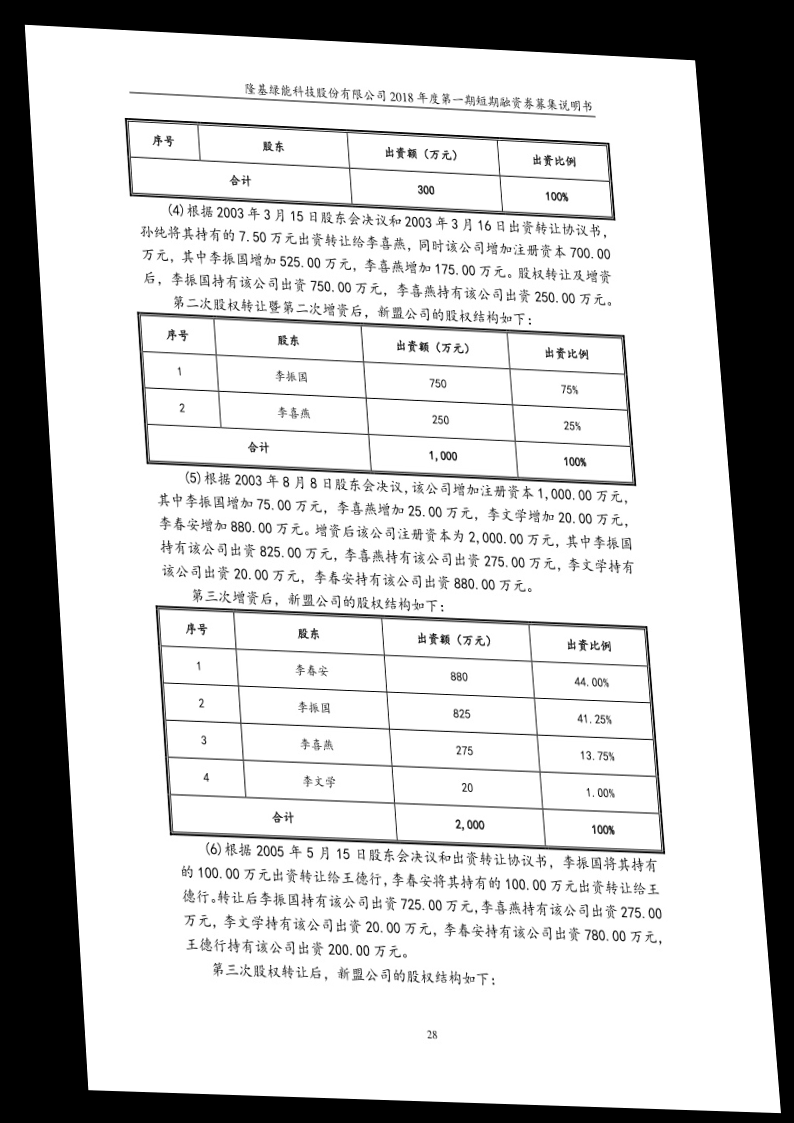 隆基绿能科技股份有限公司 2018 年度第一期短期融资券募集说明书
序号 股东 出资额（万元） 出资比例
合计 300 100%
(4)根据 2003 年 3 月 15 日股东会决议和 2003 年 3 月 16 日出资转让协议书，
孙纯将其持有的 7.50 万元出资转让给李喜燕，同时该公司增加注册资本 700.00
万元，其中李振国增加 525.00 万元，李喜燕增加 175.00 万元。股权转让及增资
后，李振国持有该公司出资 750.00 万元，李喜燕持有该公司出资 250.00 万元。
第二次股权转让暨第二次增资后，新盟公司的股权结构如下：
序号 股东 出资额（万元） 出资比例
1 李振国 750 75%
2 李喜燕 250 25%
合计 1,000 100%
(5)根据 2003 年 8 月 8 日股东会决议,该公司增加注册资本 1,000.00 万元，
其中李振国增加 75.00 万元，李喜燕增加 25.00 万元，李文学增加 20.00 万元，
李春安增加 880.00 万元。增资后该公司注册资本为 2,000.00 万元，其中李振国
持有该公司出资 825.00 万元，李喜燕持有该公司出资 275.00 万元，李文学持有
该公司出资 20.00 万元，李春安持有该公司出资 880.00 万元。
第三次增资后，新盟公司的股权结构如下：
序号 股东 出资额（万元） 出资比例
1 李春安 880 44.00%
2 李振国 825 41.25%
3 李喜燕 275 13.75%
4 李文学 20 1.00%
合计 2,000 100%
(6)根据 2005 年 5 月 15 日股东会决议和出资转让协议书，李振国将其持有
的 100.00 万元出资转让给王德行,李春安将其持有的 100.00 万元出资转让给王
德行。转让后李振国持有该公司出资 725.00 万元,李喜燕持有该公司出资 275.00
万元，李文学持有该公司出资 20.00 万元，李春安持有该公司出资 780.00 万元，
王德行持有该公司出资 200.00 万元。
第三次股权转让后，新盟公司的股权结构如下：
28